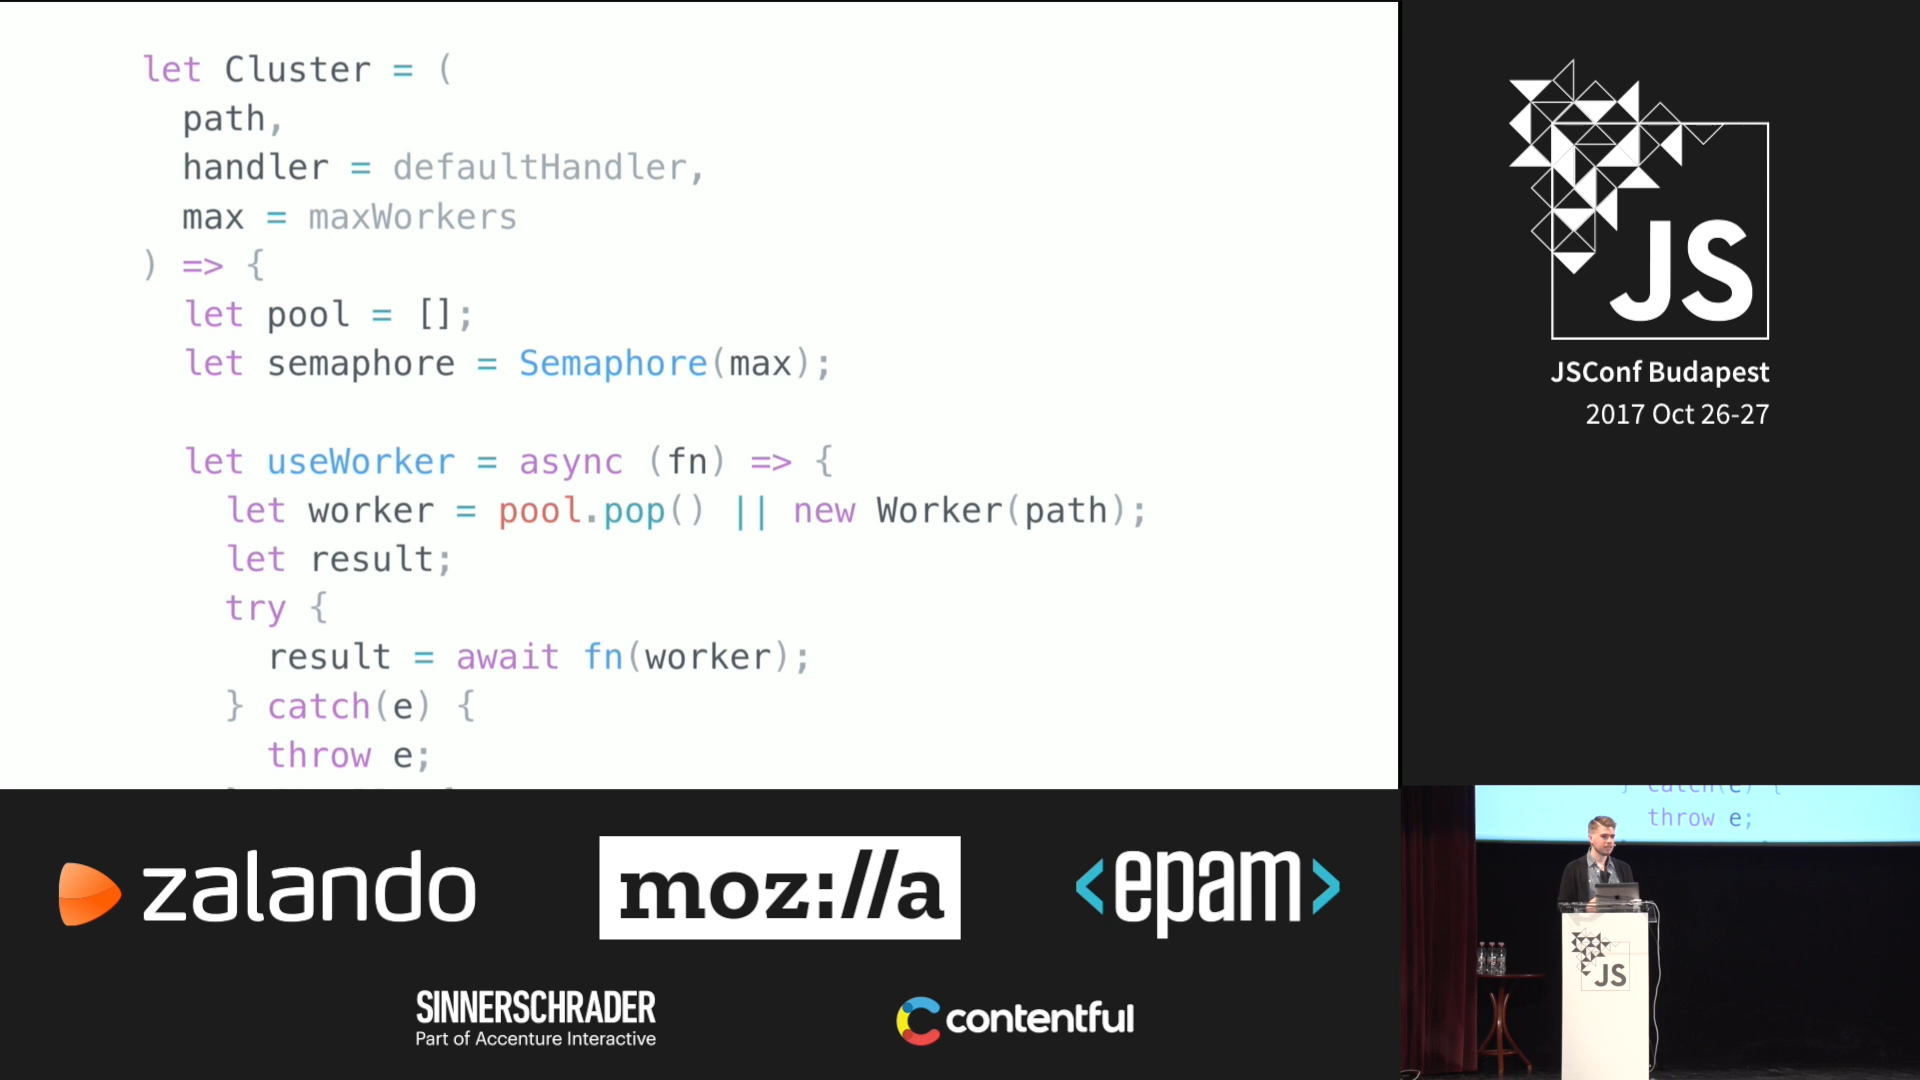 let Cluster = (
path,
handler = defaultHandler,
max = maxWorkers
) => {
let pool = [];
let semaphore = Semaphore(max);
let useWorker = async (fn) => {
let worker = pool.pop() || new Worker(path);
let result;
try {
result = await fn(worker);
} catch(e) {
throw e;
JS
JSConf Budapest
2017 Oct 26-27
} catch(e) {
throw e;
JS
zalando
moz://a
<epam>
SINNERSCHRADER
Part of Accenture Interactive
contentful